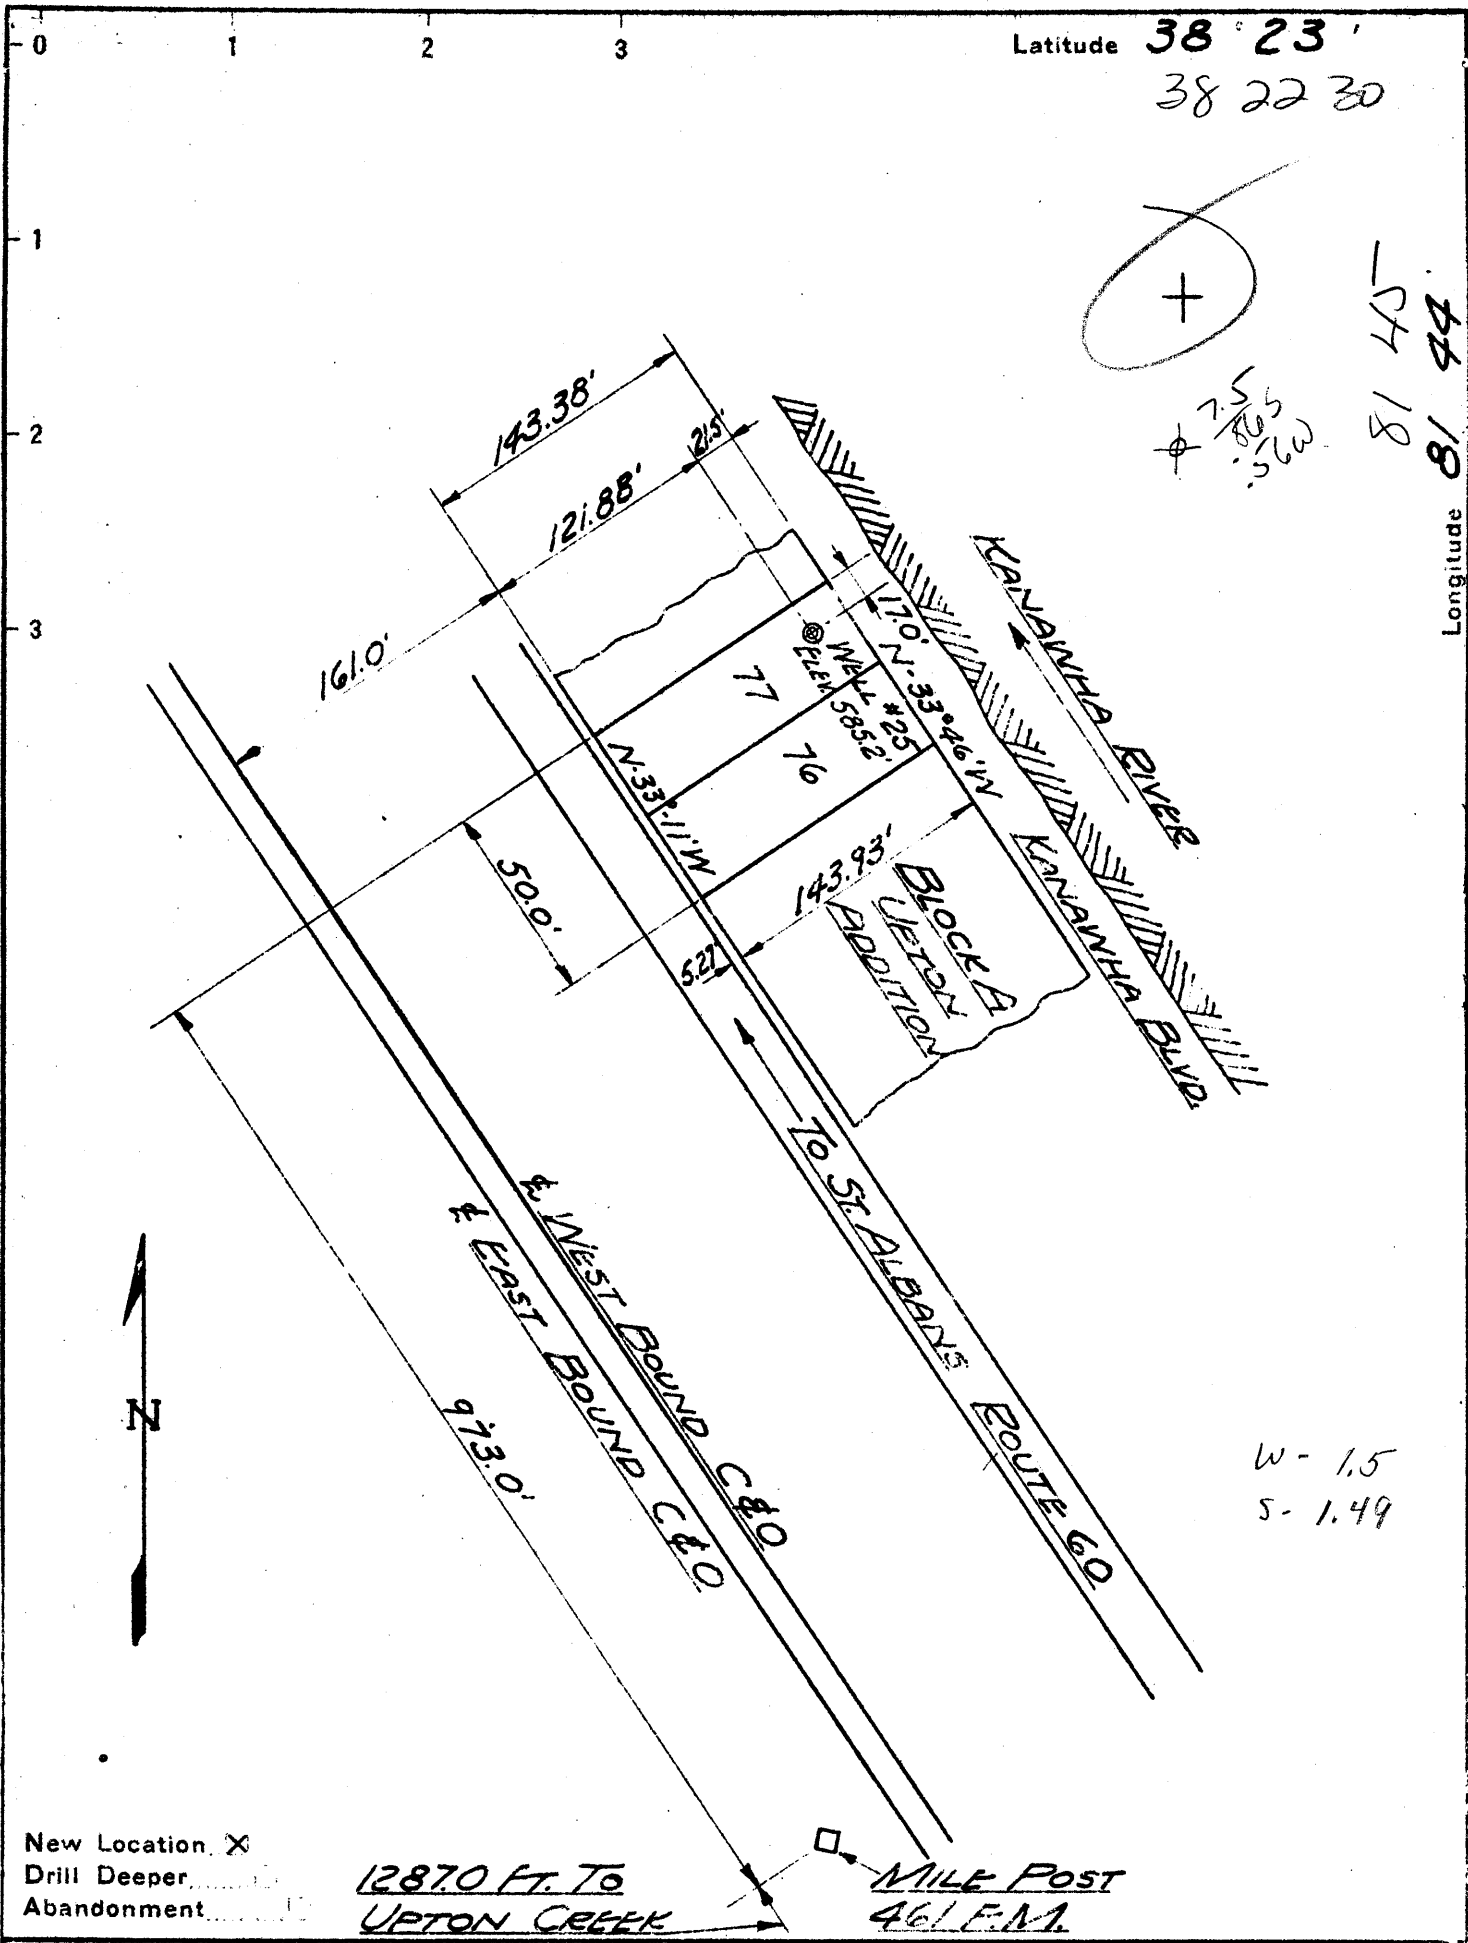 0 1 2 3
Latitude 38° 23'
38 22 30
1
2
3
81 45
Longitude 81 44'
7.5
.56W
143.38'
21.5'
121.88'
161.0'
17.0'
WELL #25
ELEV. 585.2'
77
76
N-33°46'W
N-33°-11'W
KANAWHA RIVER
KANAWHA BLVD.
50.0'
143.93'
5.27'
BLOCK A
UPTON
ADDITION
TO ST. ALBANS ROUTE 60
℄ WEST BOUND C&O
℄ EAST BOUND C&O
973.0'
N
W - 1.5
S - 1.49
New Location X
Drill Deeper
Abandonment
1287.0 FT. TO
UPTON CREEK
MILE POST
461 F.M.